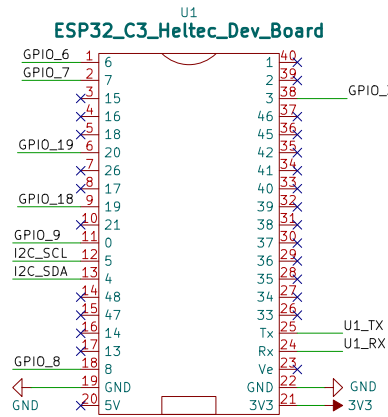 U1
ESP32_C3_Heltec_Dev_Board
GPIO_6 1 6 1 40
GPIO_7 2 7 2 39
3 15 3 38 GPIO_
4 16 46 37
5 18 45 36
GPIO_19 6 20 42 35
7 26 41 34
8 17 40 33
GPIO_18 9 19 39 32
10 21 38 31
GPIO_9 11 0 37 30
I2C_SCL 12 5 36 29
I2C_SDA 13 4 35 28
14 48 34 27
15 47 33 26
16 14 Tx 25 U1_TX
17 13 Rx 24 U1_RX
GPIO_8 18 8 Ve 23
GND 19 GND GND 22 GND
20 5V 3V3 21 3V3